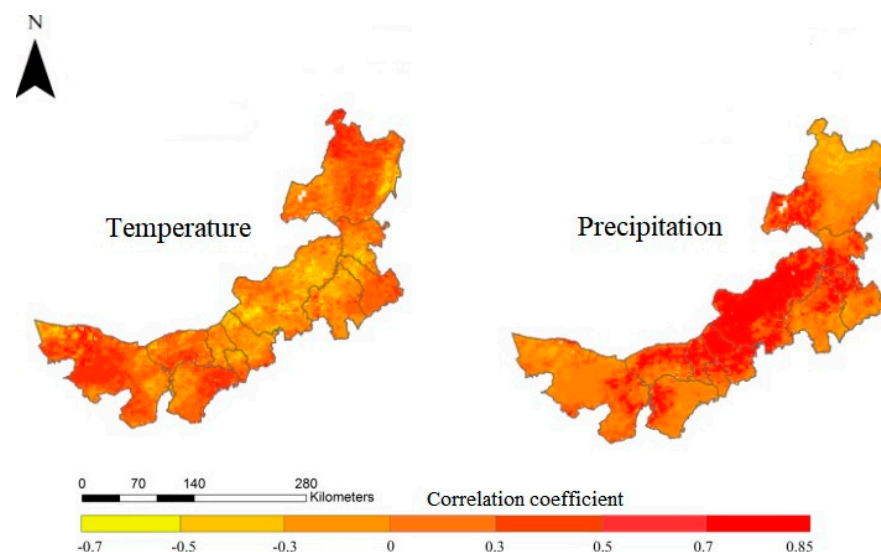 N
Temperature
Precipitation
0 70 140 280
Kilometers
Correlation coefficient
-0.7 -0.5 -0.3 0 0.3 0.5 0.7 0.85